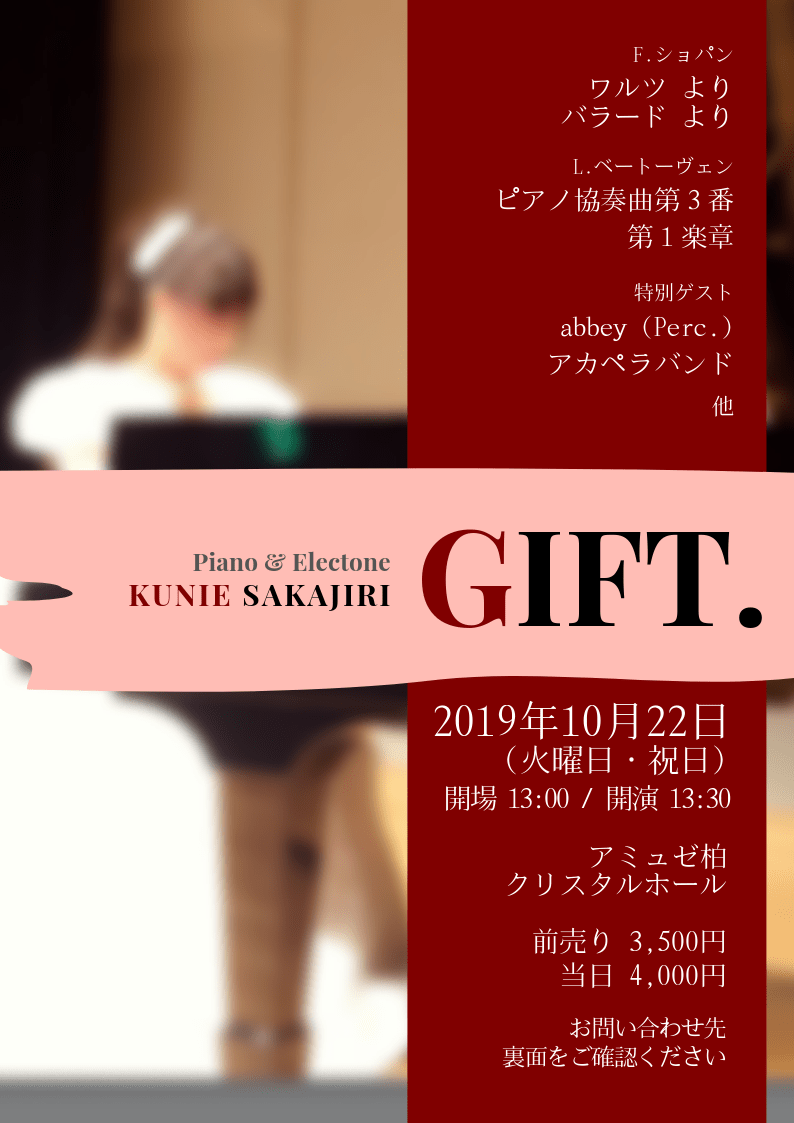 F.ショパン
ワルツ より
バラード より
L.ベートーヴェン
ピアノ協奏曲第3番
第1楽章
特別ゲスト
abbey（Perc.）
アカペラバンド
他
Piano & Electone
KUNIE SAKAJIRI
GIFT.
2019年10月22日
（火曜日・祝日）
開場 13:00 / 開演 13:30
アミュゼ柏
クリスタルホール
前売り 3,500円
当日 4,000円
お問い合わせ先
裏面をご確認ください